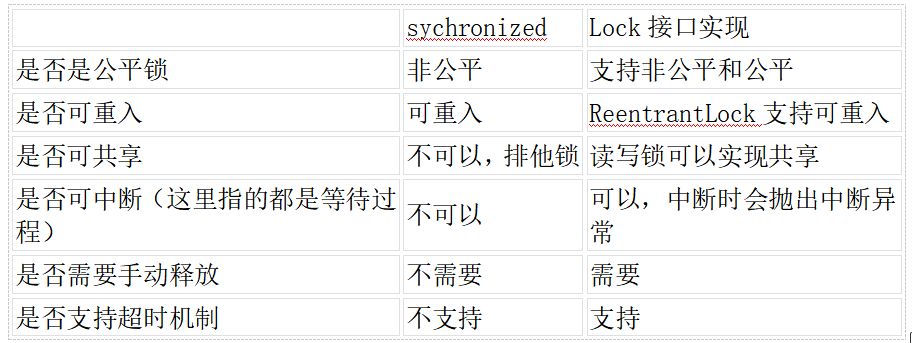 sychronized Lock 接口实现
是否是公平锁 非公平 支持非公平和公平
是否可重入 可重入 ReentrantLock 支持可重入
是否可共享 不可以，排他锁 读写锁可以实现共享
是否可中断（这里指的都是等待过
程）
不可以
可以，中断时会抛出中断异
常
是否需要手动释放 不需要 需要
是否支持超时机制 不支持 支持